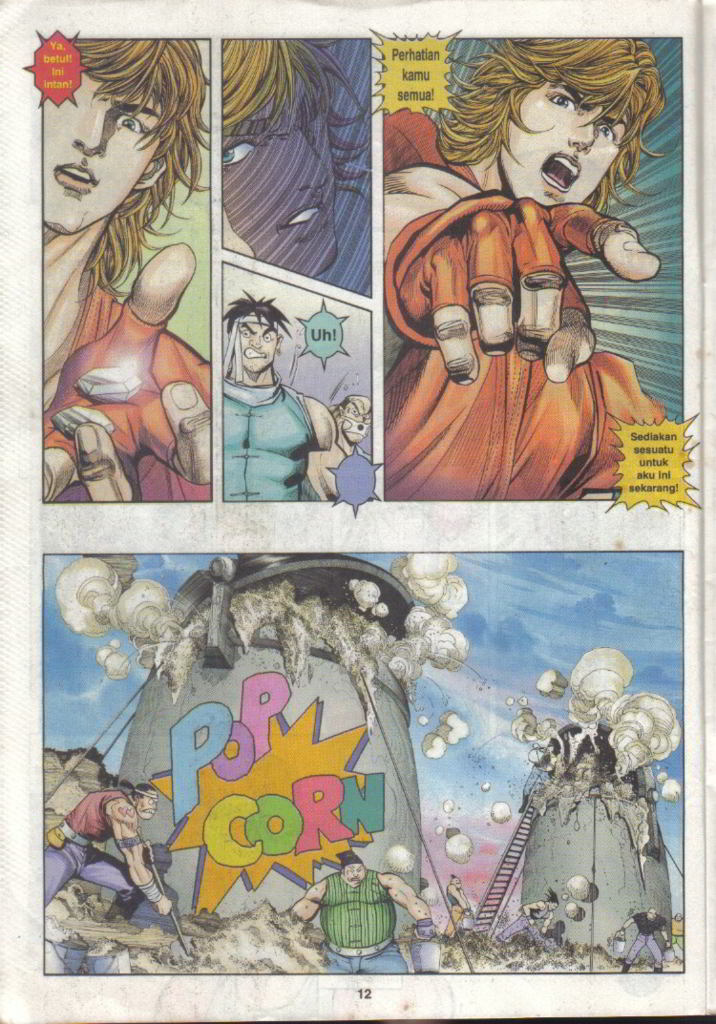 Ya,
betul!
Ini
intan!
Perhatian
kamu
semua!
Uh!
Sediakan
sesuatu
untuk
aku ini
sekarang!
POP
CORN
12